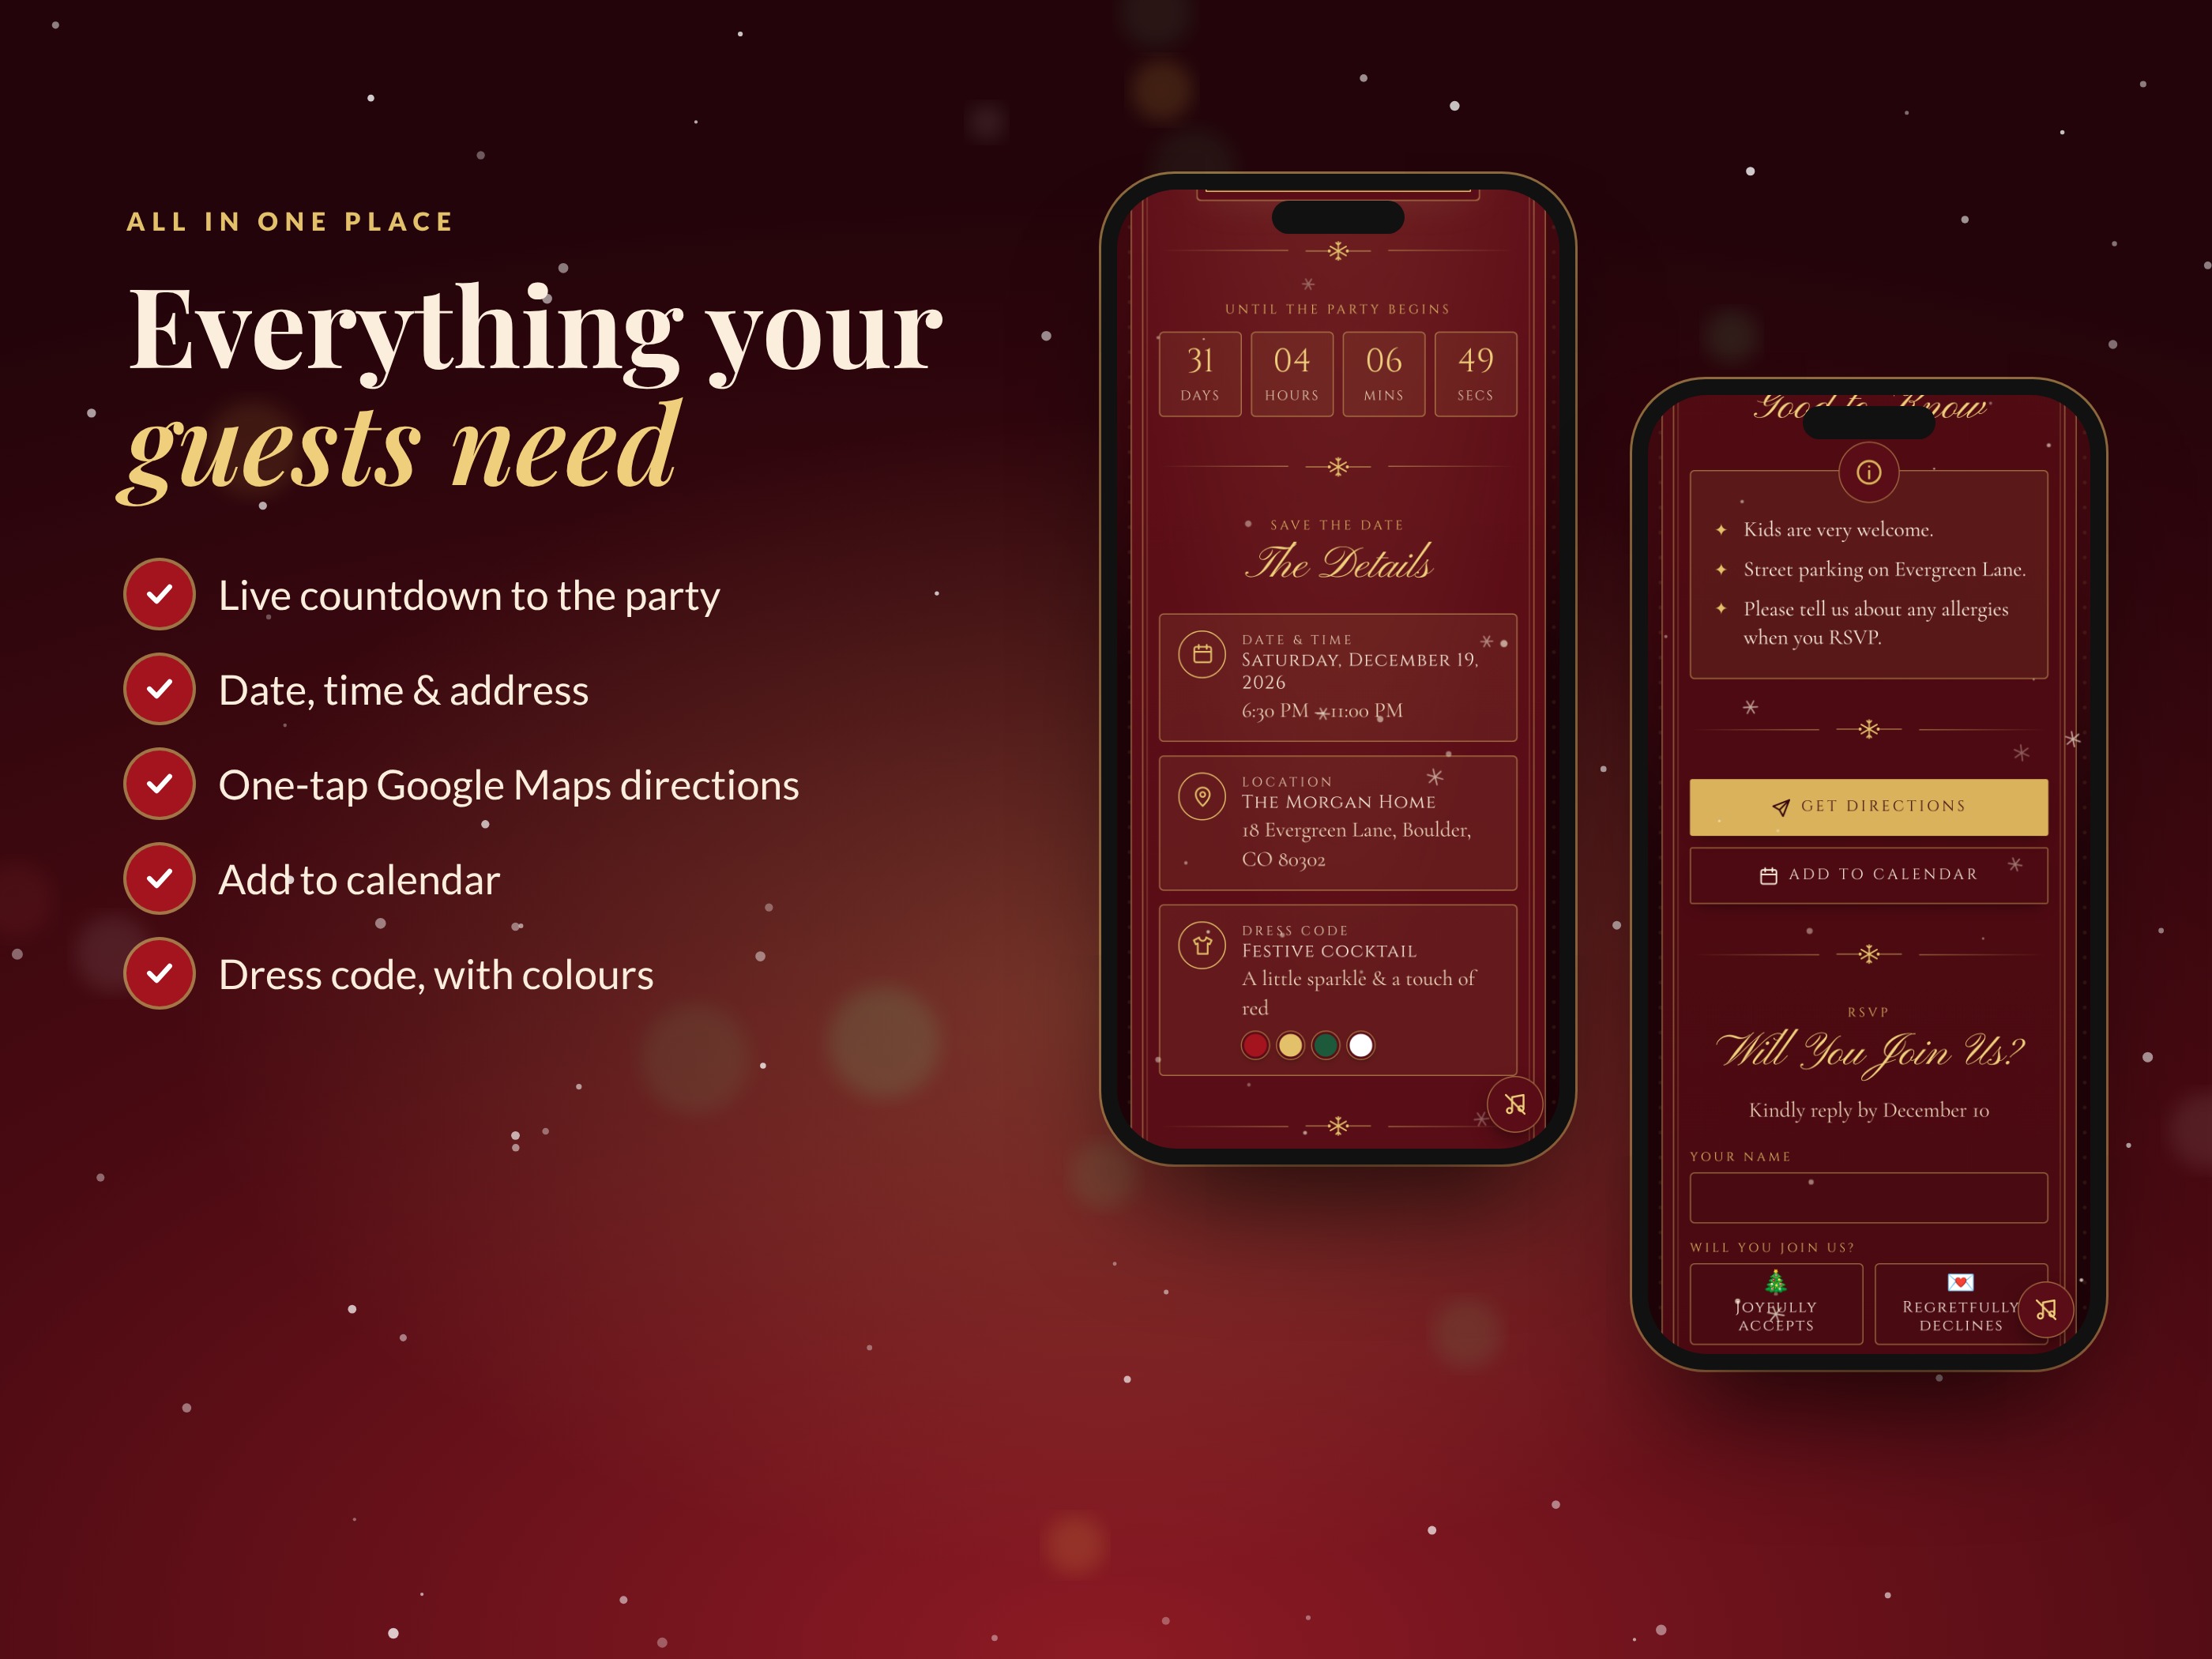 ALL IN ONE PLACE
Everything your
guests need
Live countdown to the party
Date, time & address
One-tap Google Maps directions
Add to calendar
Dress code, with colours
UNTIL THE PARTY BEGINS
31 04 06 49
DAYS HOURS MINS SECS
SAVE THE DATE
The Details
DATE & TIME
SATURDAY, DECEMBER 19,
2026
6:30 PM – 11:00 PM
LOCATION
THE MORGAN HOME
18 Evergreen Lane, Boulder,
CO 80302
DRESS CODE
FESTIVE COCKTAIL
A little sparkle & a touch of
red
Good to Know
Kids are very welcome.
Street parking on Evergreen Lane.
Please tell us about any allergies
when you RSVP.
GET DIRECTIONS
ADD TO CALENDAR
RSVP
Will You Join Us?
Kindly reply by December 10
YOUR NAME
WILL YOU JOIN US?
JOYFULLY
ACCEPTS
REGRETFULLY
DECLINES